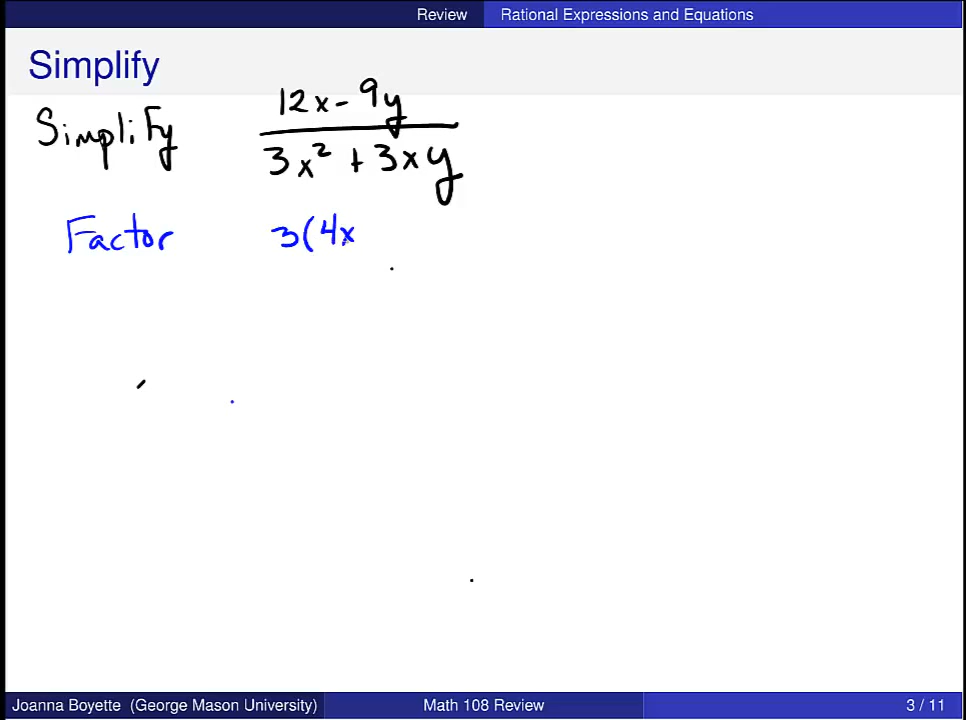 Review Rational Expressions and Equations
Simplify
Simplify 12x - 9y
3x² + 3xy
Factor 3(4x
Joanna Boyette (George Mason University) Math 108 Review 3 / 11